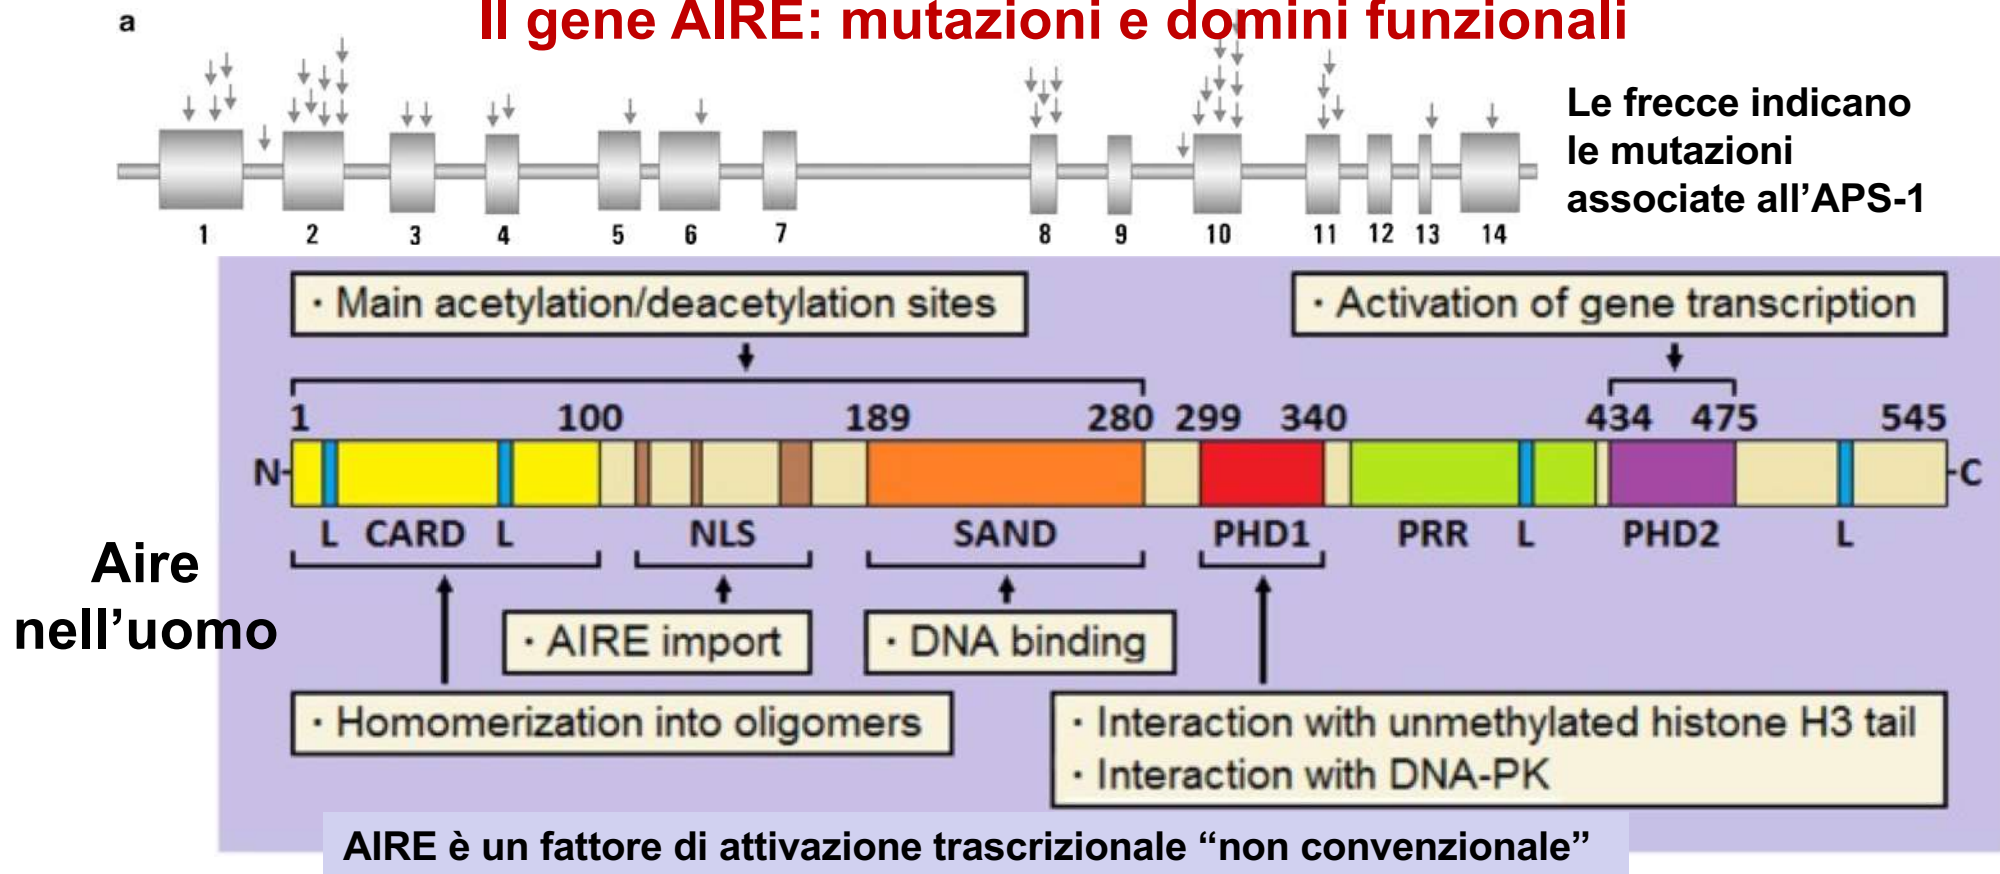 a
Il gene AIRE: mutazioni e domini funzionali
Le frecce indicano
le mutazioni
associate all’APS-1
1 2 3 4 5 6 7 8 9 10 11 12 13 14
· Main acetylation/deacetylation sites
· Activation of gene transcription
1 100 189 280 299 340 434 475 545
N- -C
L CARD L NLS SAND PHD1 PRR L PHD2 L
Aire
nell’uomo
· AIRE import
· DNA binding
· Homomerization into oligomers
· Interaction with unmethylated histone H3 tail
· Interaction with DNA-PK
AIRE è un fattore di attivazione trascrizionale “non convenzionale”